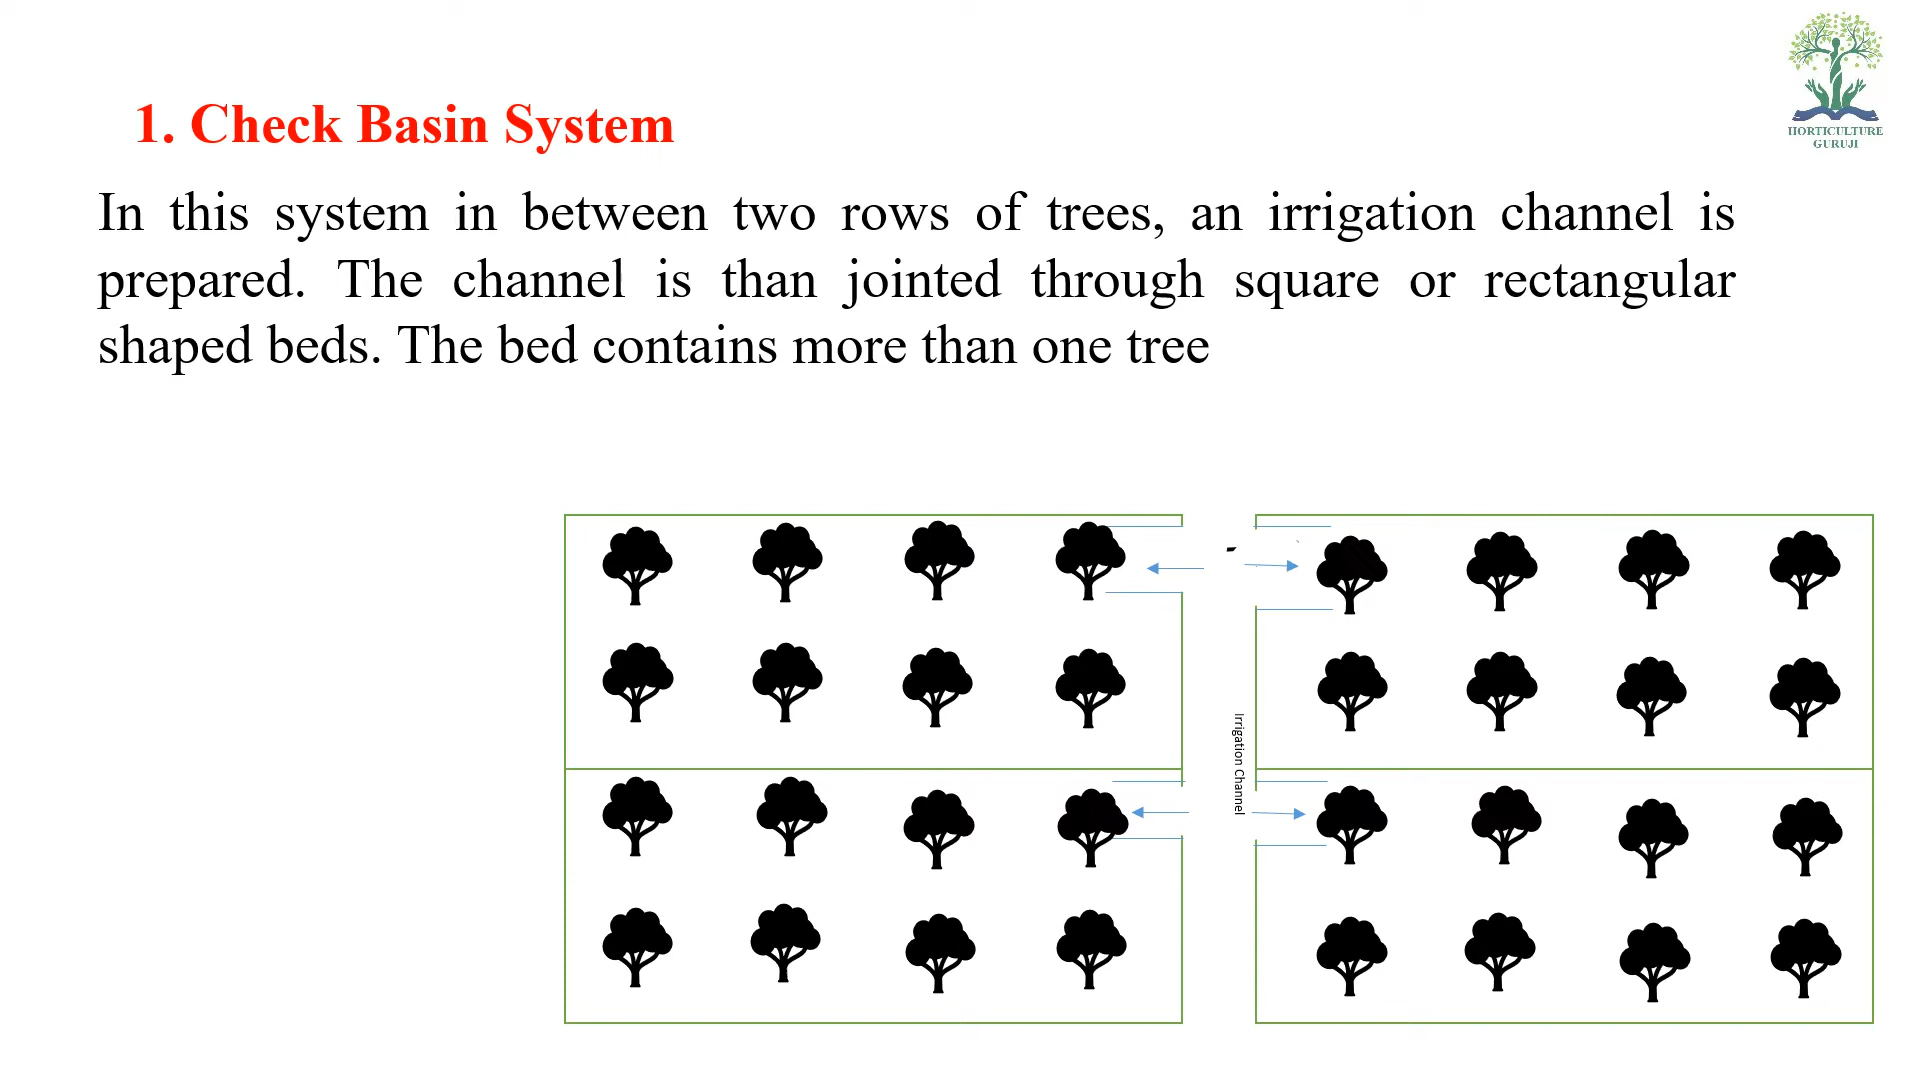 HORTICULTURE
GURUJI
1. Check Basin System
In this system in between two rows of trees, an irrigation channel is
prepared. The channel is than jointed through square or rectangular
shaped beds. The bed contains more than one tree
Irrigation Channel